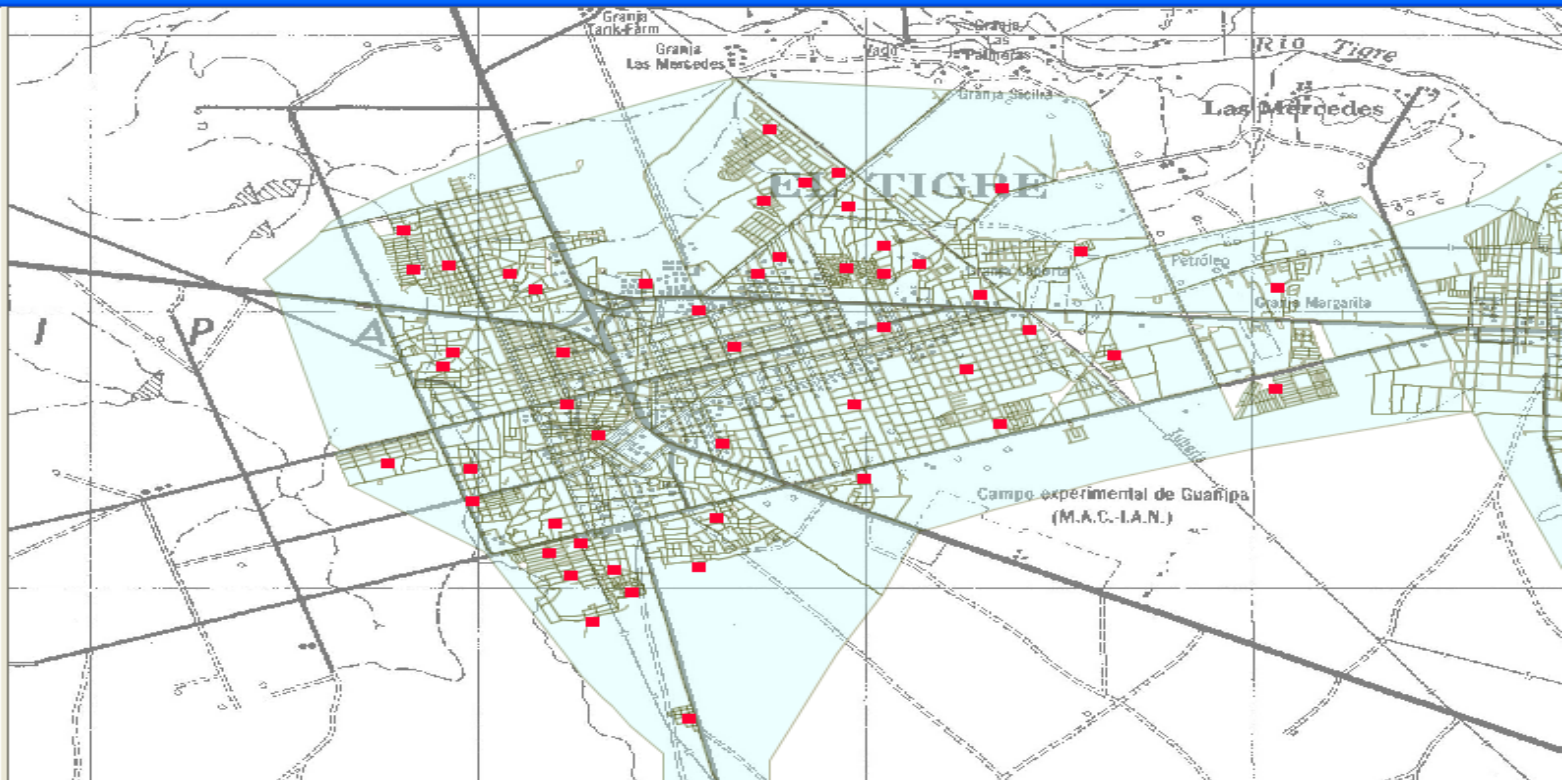 Granja
Tank Farm
Granja
Las Mercedes
Vado
Granja
Las
Palmeras
Río Tigre
Granja Sicilia
Las Mercedes
EL TIGRE
Petróleo
Granja Margarita
I P A
Tubería
Campo experimental de Guanipa
(M.A.C.-I.A.N.)